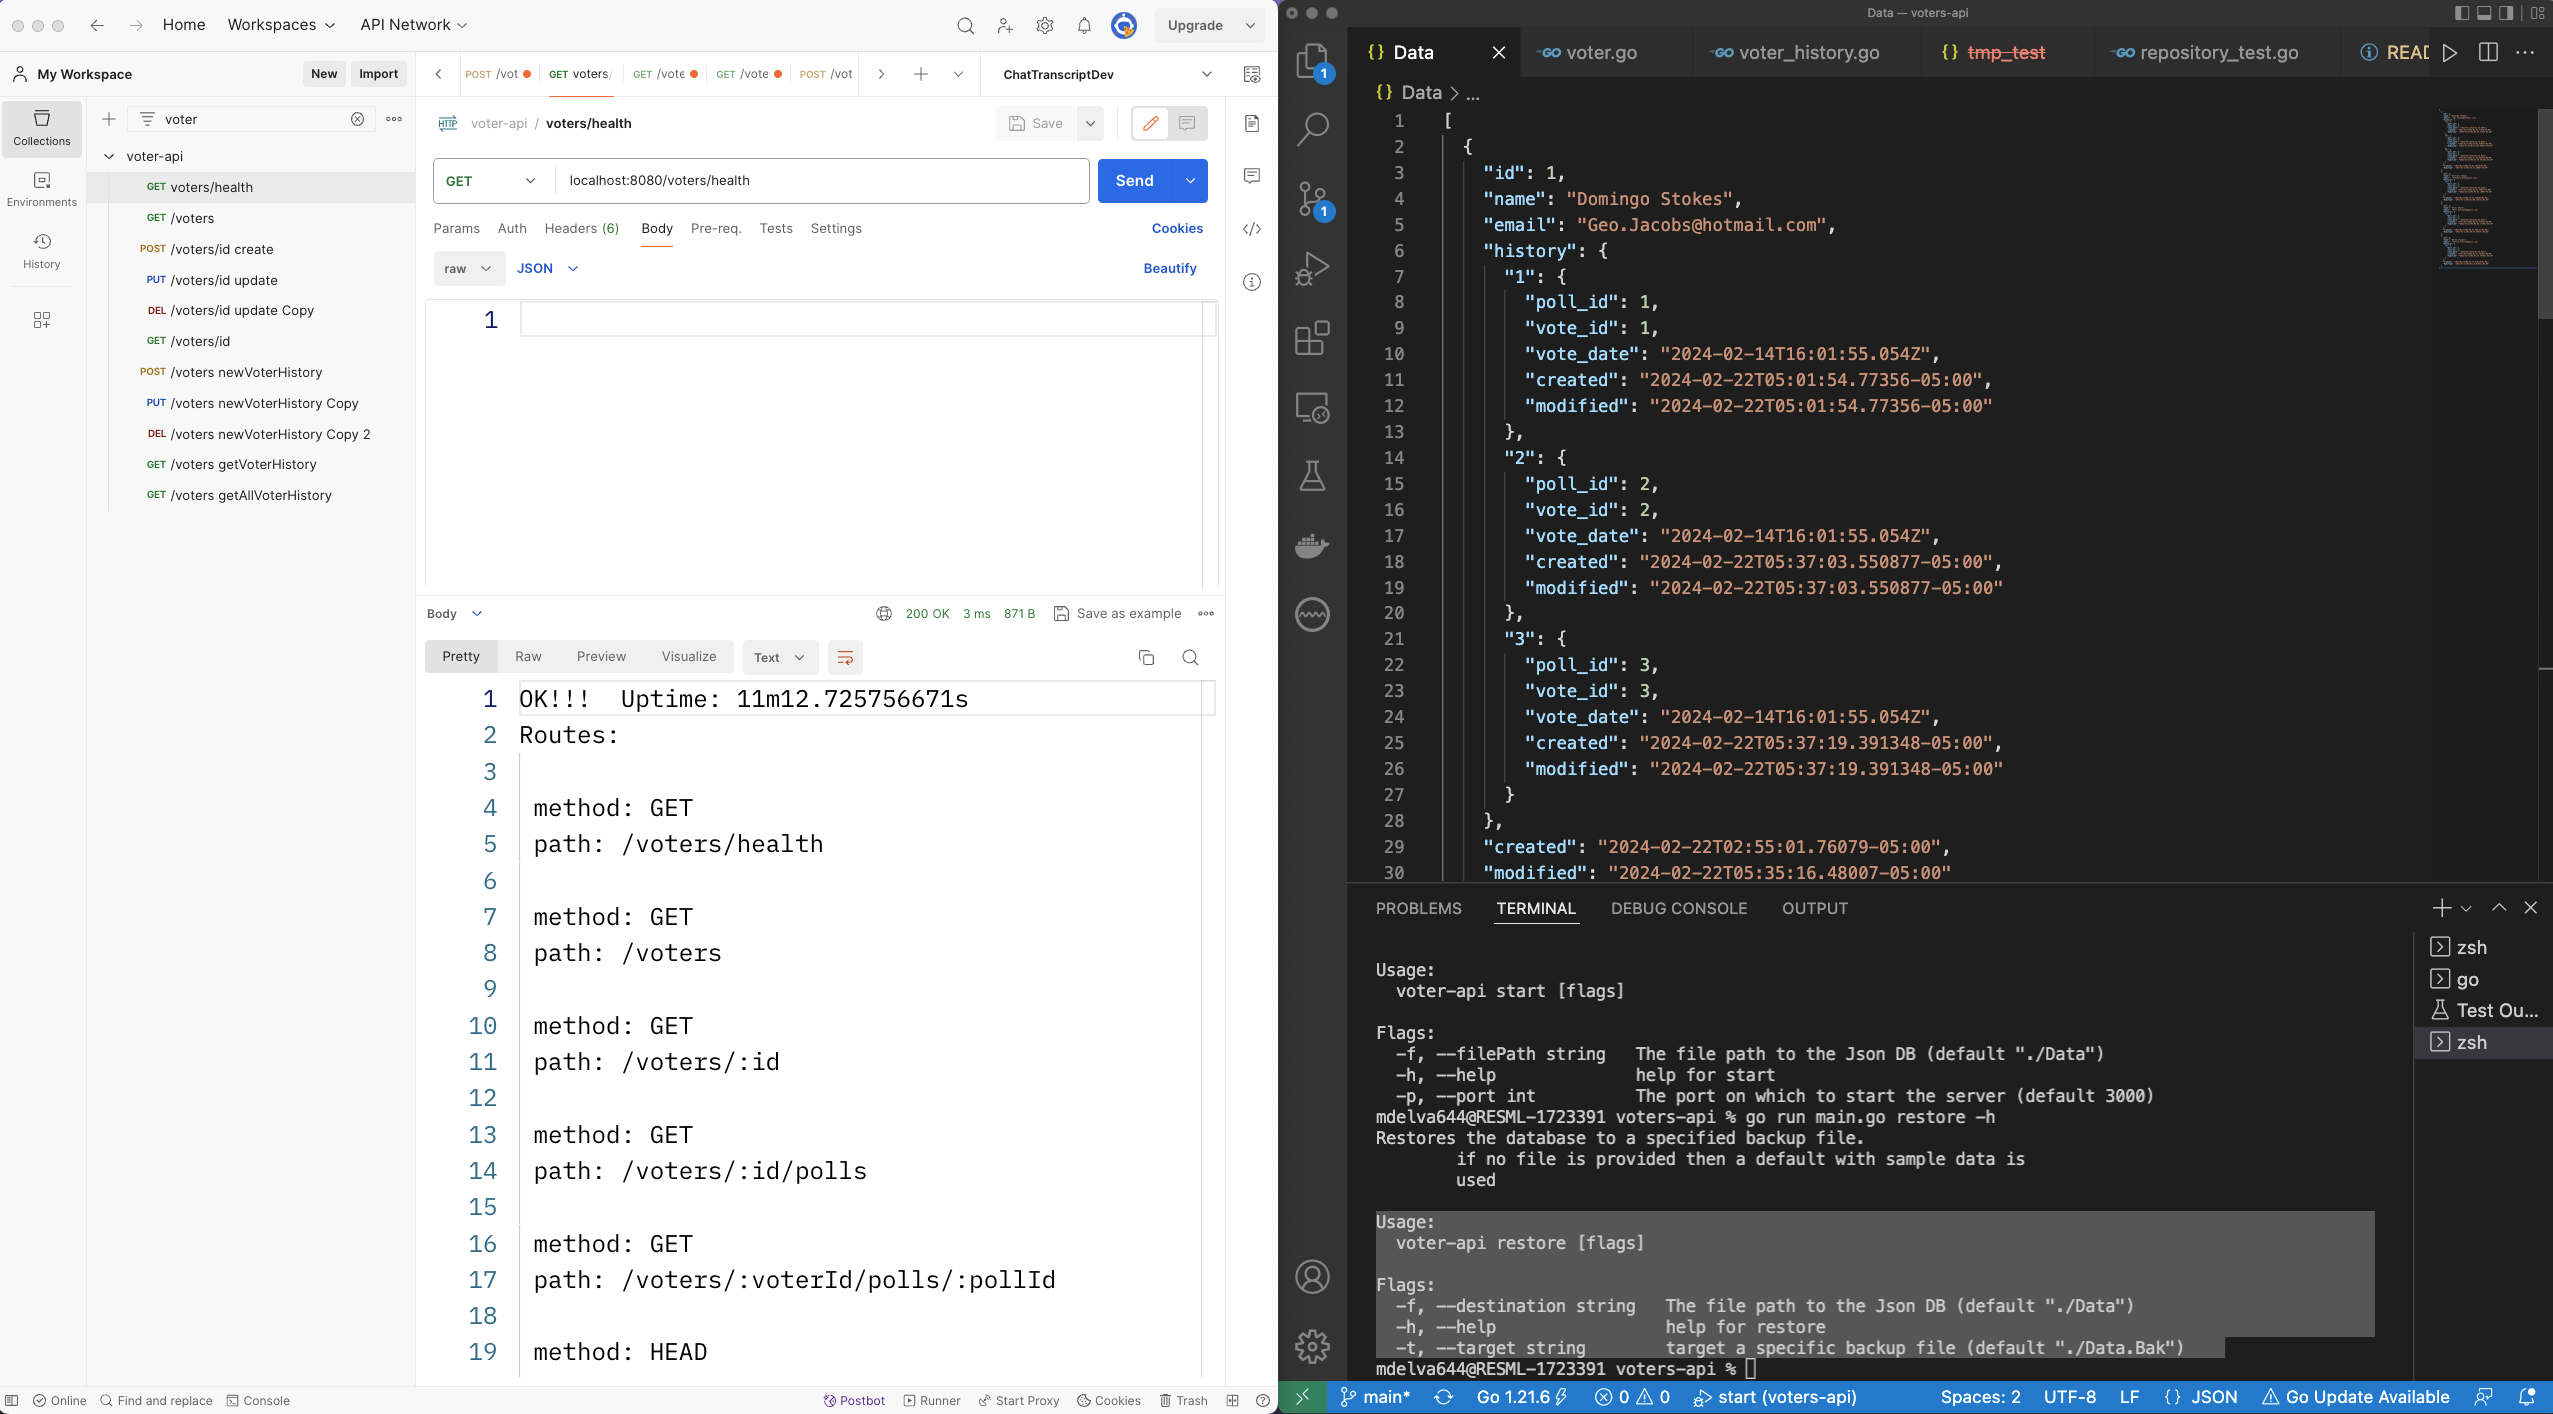 Home
Workspaces
API Network
Upgrade
My Workspace
New
Import
POST /vot
GET voters/
GET /vote
GET /vote
POST /vot
ChatTranscriptDev
Collections
Environments
History
voter
voter-api
GET voters/health
GET /voters
POST /voters/id create
PUT /voters/id update
DEL /voters/id update Copy
GET /voters/id
POST /voters newVoterHistory
PUT /voters newVoterHistory Copy
DEL /voters newVoterHistory Copy 2
GET /voters getVoterHistory
GET /voters getAllVoterHistory
HTTP voter-api / voters/health
Save
GET
localhost:8080/voters/health
Send
Params
Auth
Headers (6)
Body
Pre-req.
Tests
Settings
Cookies
raw
JSON
Beautify
1
Body
200 OK 3 ms 871 B
Save as example
Pretty
Raw
Preview
Visualize
Text
1 OK!!!  Uptime: 11m12.725756671s
2 Routes:
3
4 method: GET
5 path: /voters/health
6
7 method: GET
8 path: /voters
9
10 method: GET
11 path: /voters/:id
12
13 method: GET
14 path: /voters/:id/polls
15
16 method: GET
17 path: /voters/:voterId/polls/:pollId
18
19 method: HEAD
Online
Find and replace
Console
Postbot
Runner
Start Proxy
Cookies
Trash
Data — voters-api
1
1
{} Data
GO voter.go
GO voter_history.go
{} tmp_test
GO repository_test.go
READ
{} Data > ...
1 [
2 {
3 "id": 1,
4 "name": "Domingo Stokes",
5 "email": "Geo.Jacobs@hotmail.com",
6 "history": {
7 "1": {
8 "poll_id": 1,
9 "vote_id": 1,
10 "vote_date": "2024-02-14T16:01:55.054Z",
11 "created": "2024-02-22T05:01:54.77356-05:00",
12 "modified": "2024-02-22T05:01:54.77356-05:00"
13 },
14 "2": {
15 "poll_id": 2,
16 "vote_id": 2,
17 "vote_date": "2024-02-14T16:01:55.054Z",
18 "created": "2024-02-22T05:37:03.550877-05:00",
19 "modified": "2024-02-22T05:37:03.550877-05:00"
20 },
21 "3": {
22 "poll_id": 3,
23 "vote_id": 3,
24 "vote_date": "2024-02-14T16:01:55.054Z",
25 "created": "2024-02-22T05:37:19.391348-05:00",
26 "modified": "2024-02-22T05:37:19.391348-05:00"
27 }
28 },
29 "created": "2024-02-22T02:55:01.76079-05:00",
30 "modified": "2024-02-22T05:35:16.48007-05:00"
PROBLEMS
TERMINAL
DEBUG CONSOLE
OUTPUT
zsh
go
Test Ou...
zsh
Usage:
voter-api start [flags]
Flags:
-f, --filePath string   The file path to the Json DB (default "./Data")
-h, --help              help for start
-p, --port int          The port on which to start the server (default 3000)
mdelva644@RESML-1723391 voters-api % go run main.go restore -h
Restores the database to a specified backup file.
if no file is provided then a default with sample data is
used
Usage:
voter-api restore [flags]
Flags:
-f, --destination string   The file path to the Json DB (default "./Data")
-h, --help                 help for restore
-t, --target string        target a specific backup file (default "./Data.Bak")
mdelva644@RESML-1723391 voters-api %
main*
Go 1.21.6
0
0
start (voters-api)
Spaces: 2
UTF-8
LF
{} JSON
Go Update Available